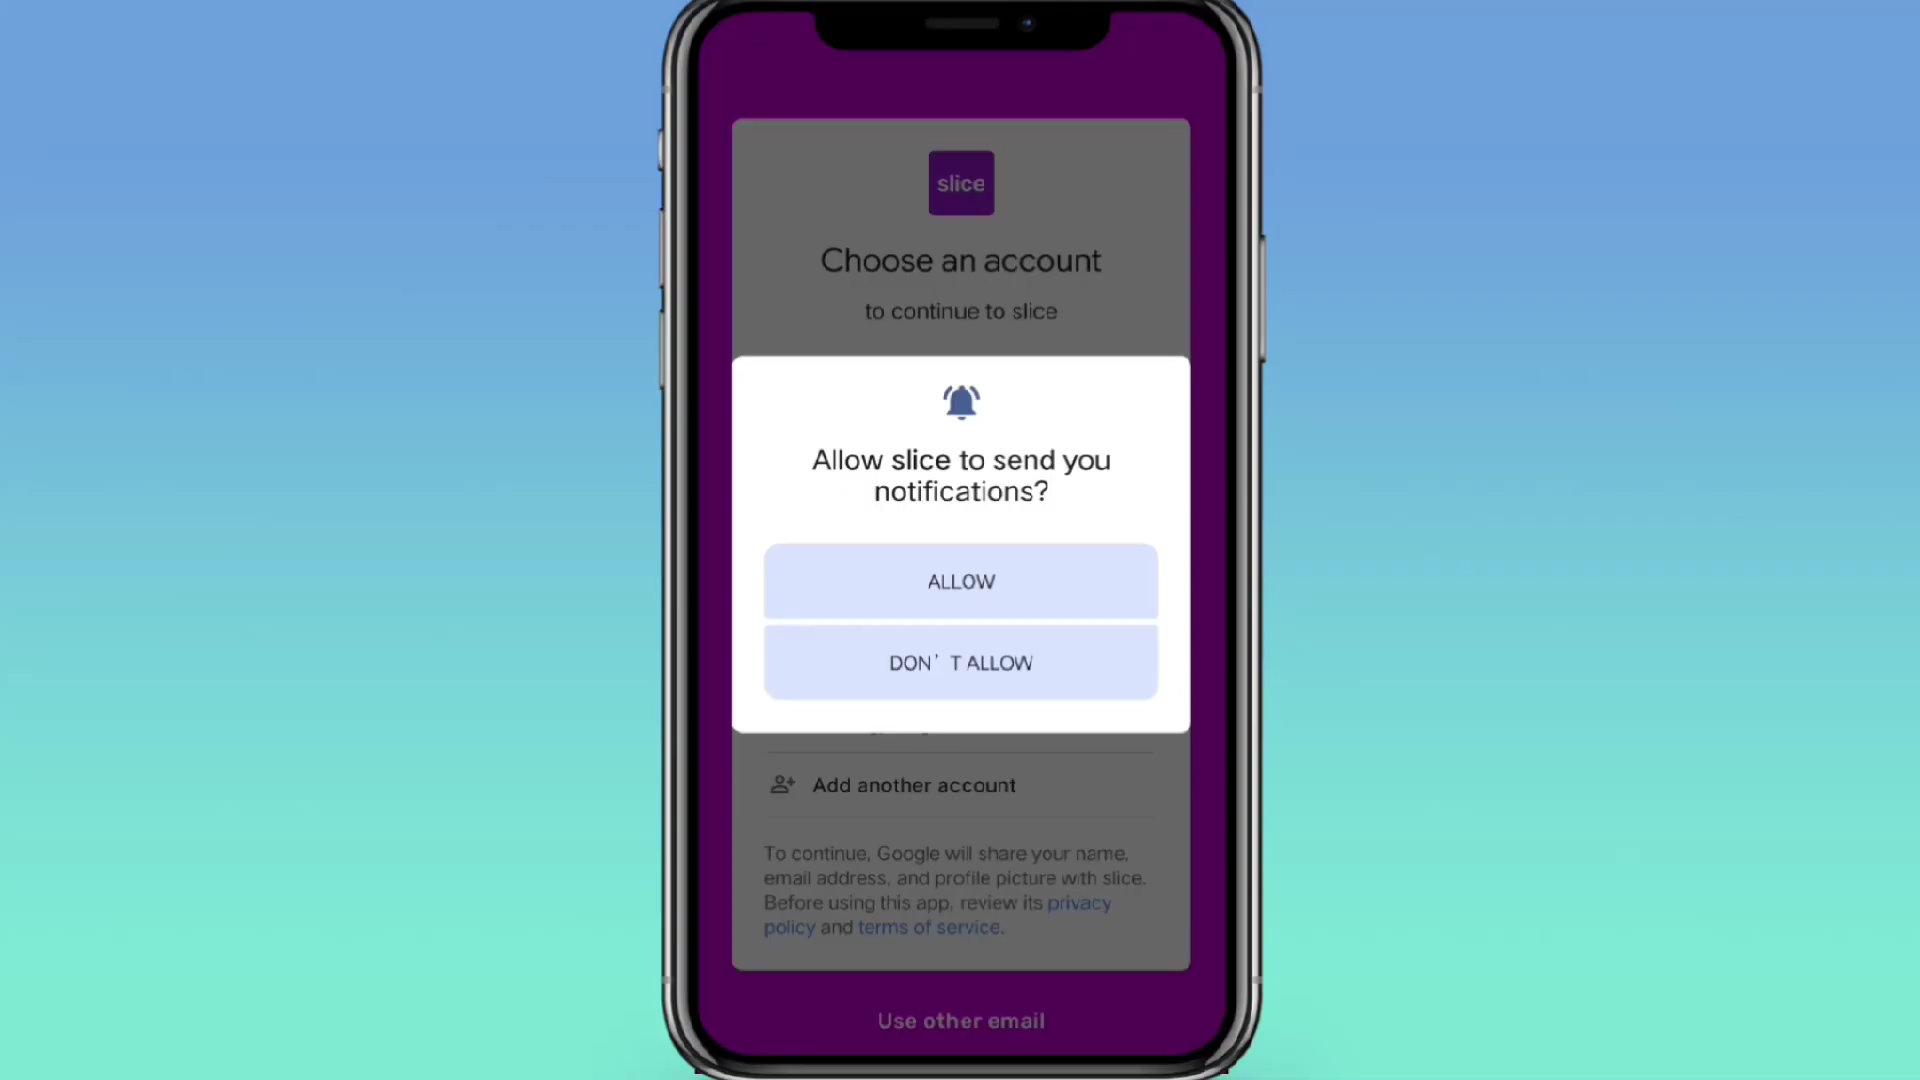 slice
Choose an account
to continue to slice
Allow slice to send you
notifications?
ALLOW
DON’T ALLOW
Add another account
To continue, Google will share your name,
email address, and profile picture with slice.
Before using this app, review its privacy
policy and terms of service.
Use other email